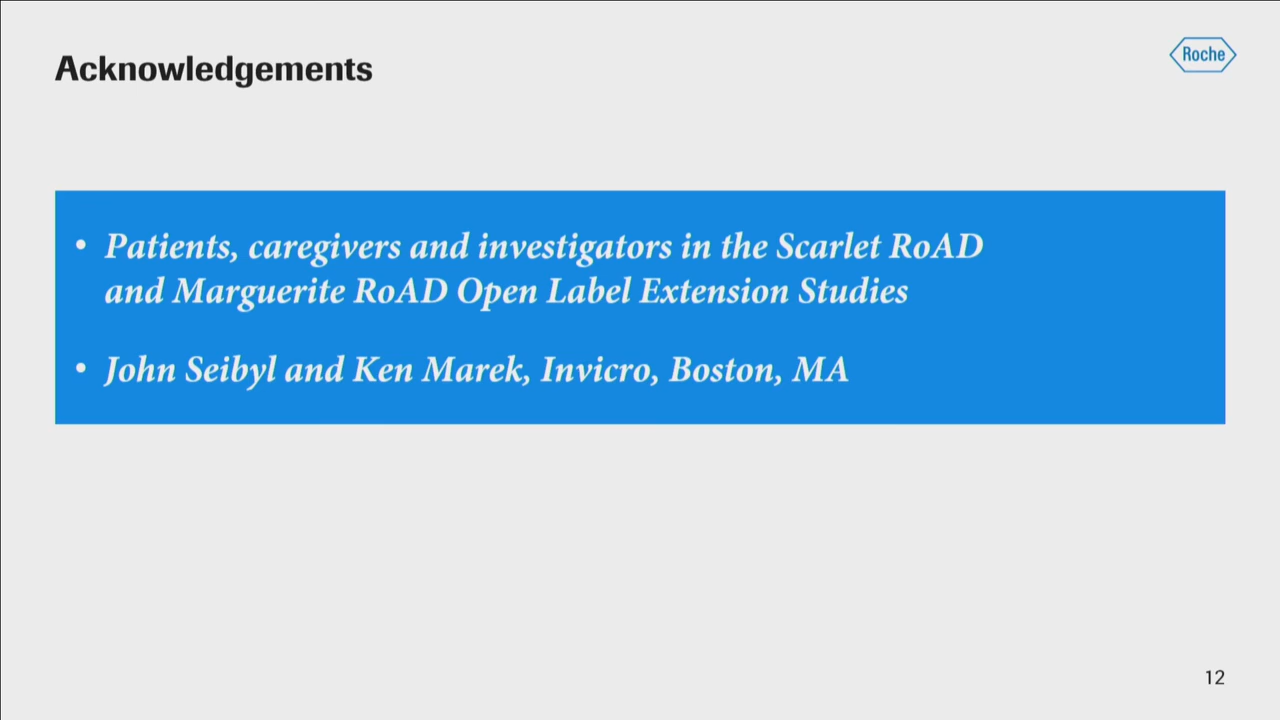 Acknowledgements
Roche
• Patients, caregivers and investigators in the Scarlet RoAD
and Marguerite RoAD Open Label Extension Studies
• John Seibyl and Ken Marek, Invicro, Boston, MA
12